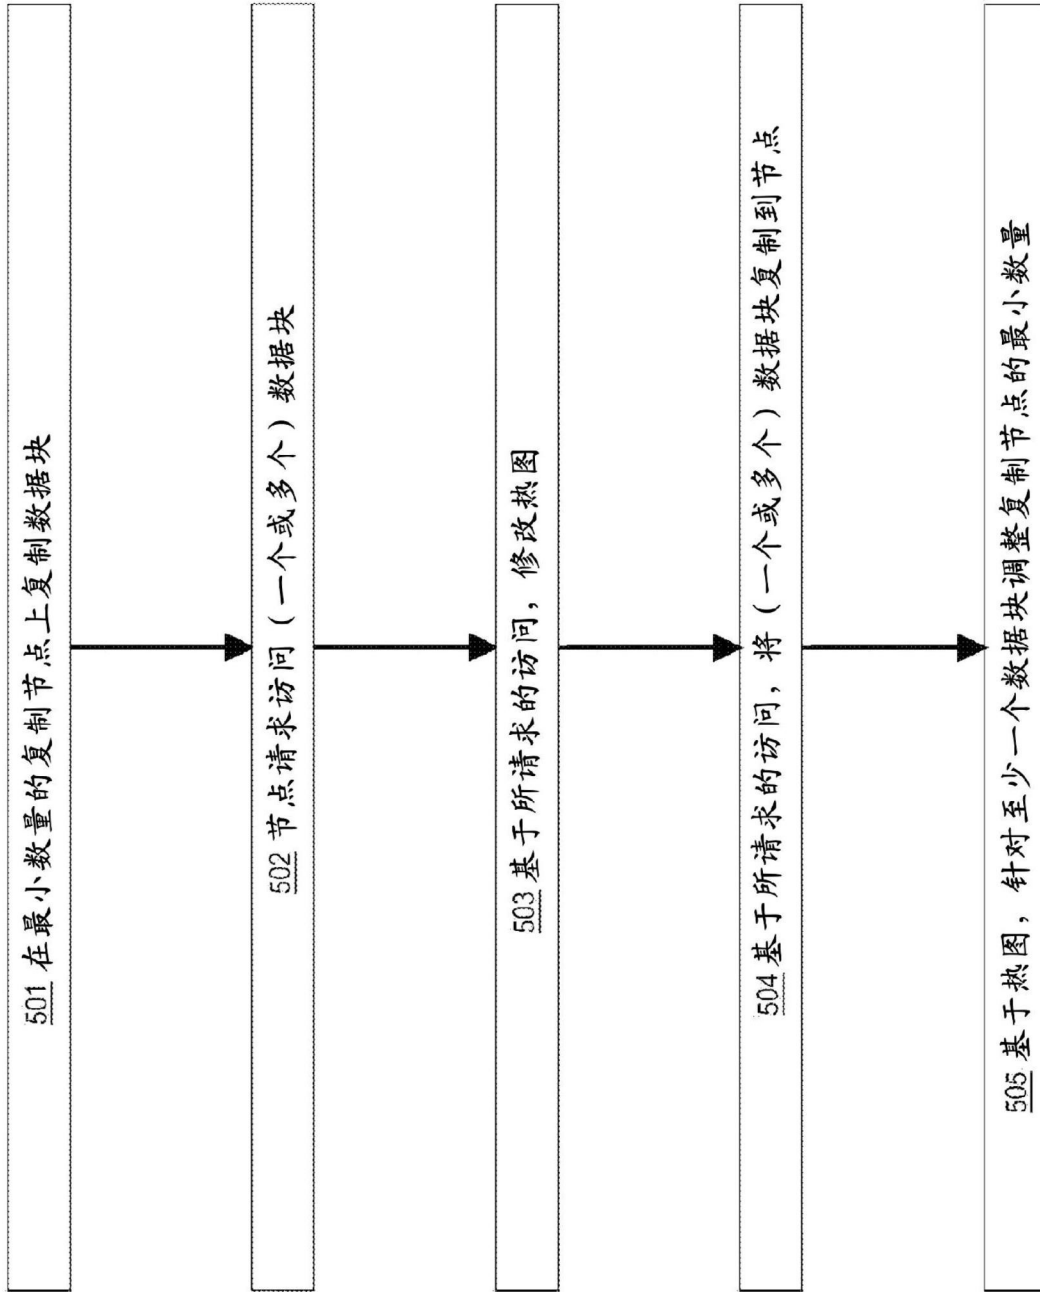 501 在最小数量的复制节点上复制数据块
502 节点请求访问（一个或多个）数据块
503 基于所请求的访问，修改热图
504 基于所请求的访问，将（一个或多个）数据块复制到节点
505 基于热图，针对至少一个数据块调整复制节点的最小数量